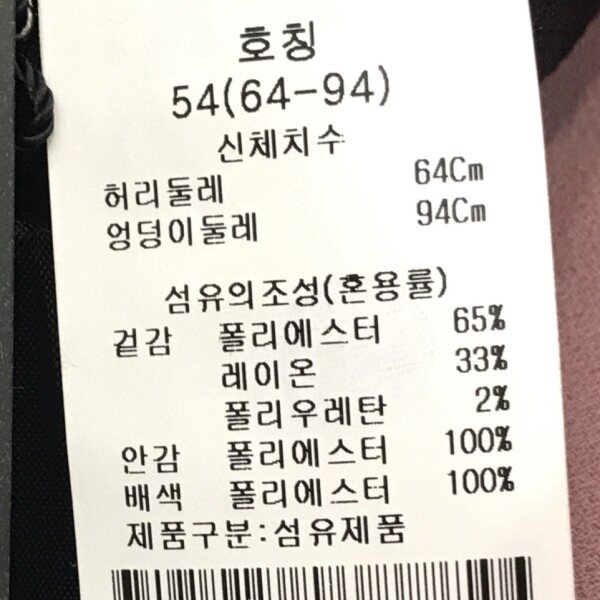 호칭
54(64-94)
신체치수
허리둘레 64Cm
엉덩이둘레 94Cm
섬유의조성(혼용률)
겉감 폴리에스터 65%
레이온 33%
폴리우레탄 2%
안감 폴리에스터 100%
배색 폴리에스터 100%
제품구분:섬유제품